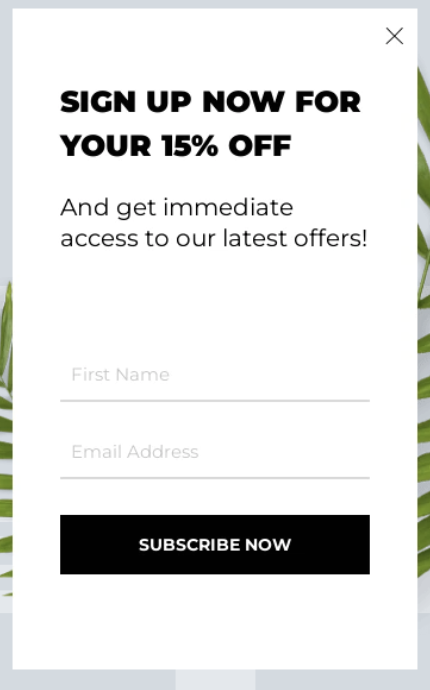 SIGN UP NOW FOR
YOUR 15% OFF
And get immediate
access to our latest offers!
First Name
Email Address
SUBSCRIBE NOW